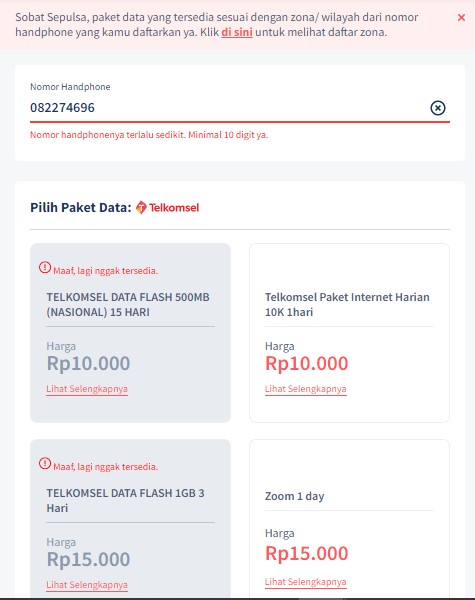 Sobat Sepulsa, paket data yang tersedia sesuai dengan zona/ wilayah dari nomor
handphone yang kamu daftarkan ya. Klik di sini untuk melihat daftar zona.
Nomor Handphone
082274696
Nomor handphonenya terlalu sedikit. Minimal 10 digit ya.
Pilih Paket Data: Telkomsel
Maaf, lagi nggak tersedia.
TELKOMSEL DATA FLASH 500MB
(NASIONAL) 15 HARI
Harga
Rp10.000
Lihat Selengkapnya
Telkomsel Paket Internet Harian
10K 1hari
Harga
Rp10.000
Lihat Selengkapnya
Maaf, lagi nggak tersedia.
TELKOMSEL DATA FLASH 1GB 3
Hari
Harga
Rp15.000
Lihat Selengkapnya
Zoom 1 day
Harga
Rp15.000
Lihat Selengkapnya